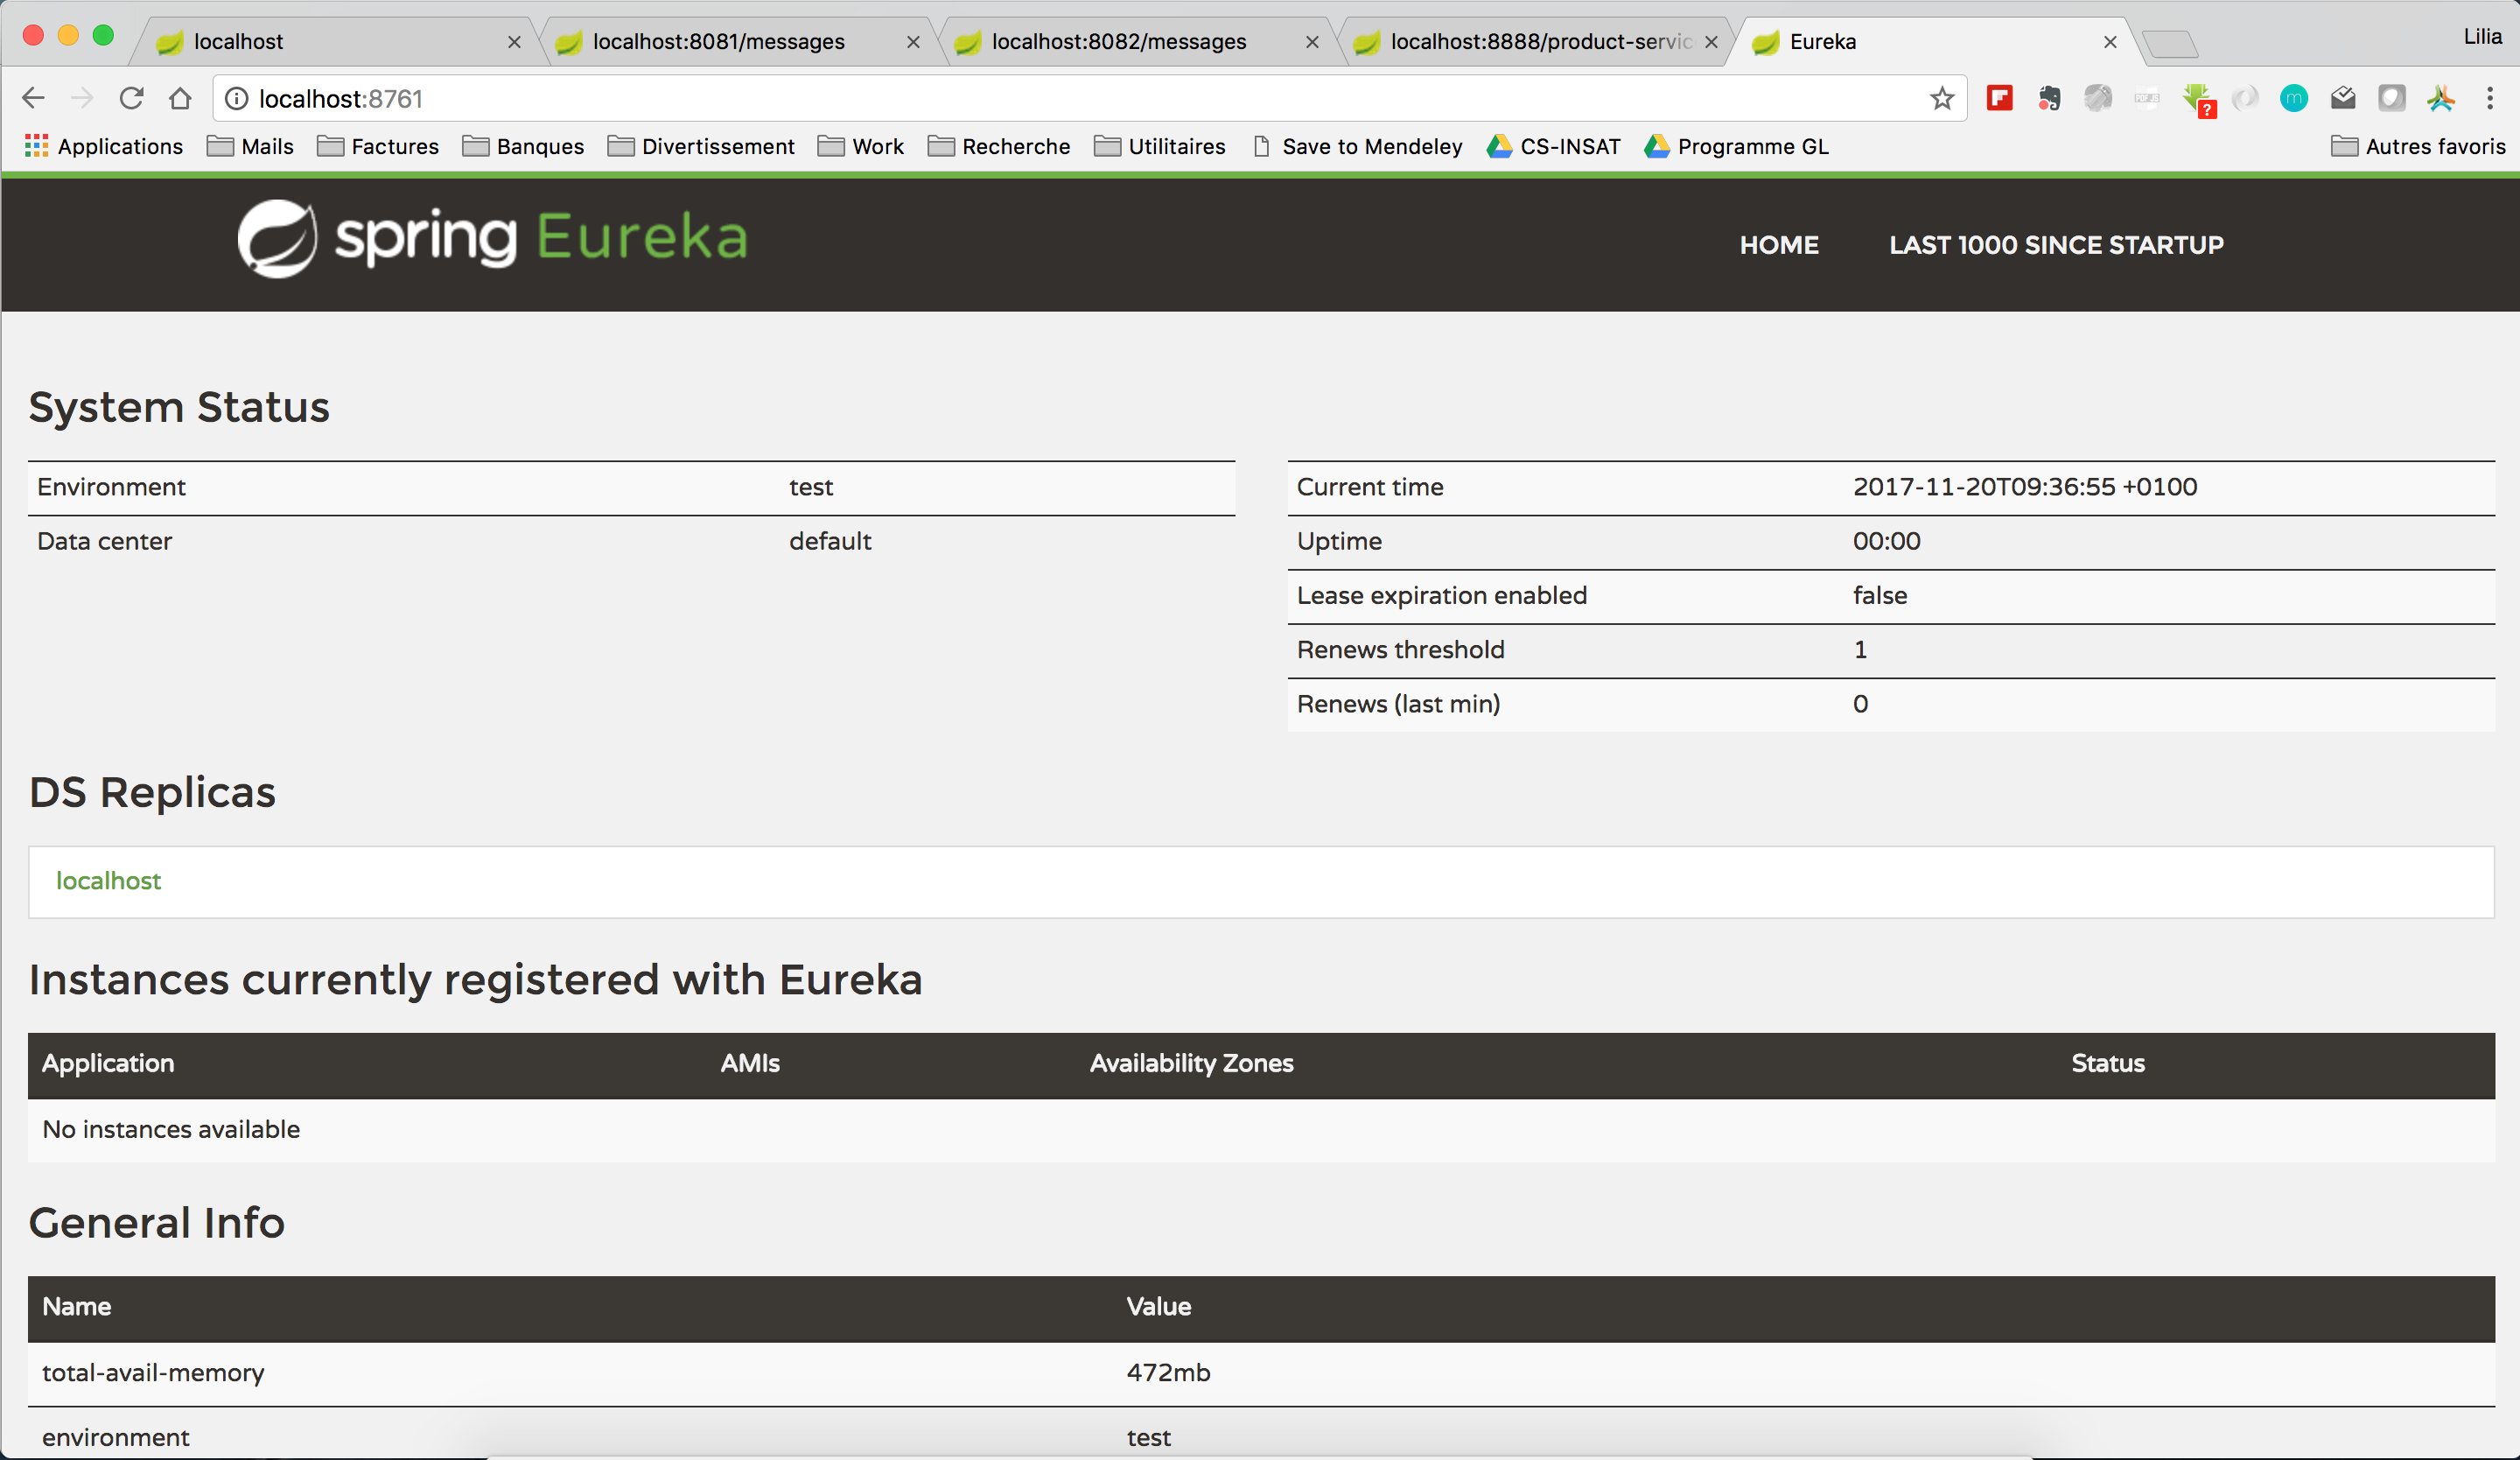 localhost
localhost:8081/messages
localhost:8082/messages
localhost:8888/product-servic
Eureka
Lilia
localhost:8761
Applications
Mails
Factures
Banques
Divertissement
Work
Recherche
Utilitaires
Save to Mendeley
CS-INSAT
Programme GL
Autres favoris
spring Eureka
HOME
LAST 1000 SINCE STARTUP
System Status
Environment test
Data center default
Current time 2017-11-20T09:36:55 +0100
Uptime 00:00
Lease expiration enabled false
Renews threshold 1
Renews (last min) 0
DS Replicas
localhost
Instances currently registered with Eureka
Application AMIs Availability Zones Status
No instances available
General Info
Name Value
total-avail-memory 472mb
environment test